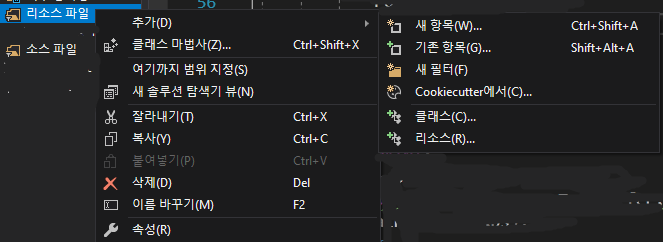 56
리소스 파일
소스 파일
추가(D)
클래스 마법사(Z)... Ctrl+Shift+X
여기까지 범위 지정(S)
새 솔루션 탐색기 뷰(N)
잘라내기(T) Ctrl+X
복사(Y) Ctrl+C
붙여넣기(P) Ctrl+V
삭제(D) Del
이름 바꾸기(M) F2
속성(R)
새 항목(W)... Ctrl+Shift+A
기존 항목(G)... Shift+Alt+A
새 필터(F)
Cookiecutter에서(C)...
클래스(C)...
리소스(R)...